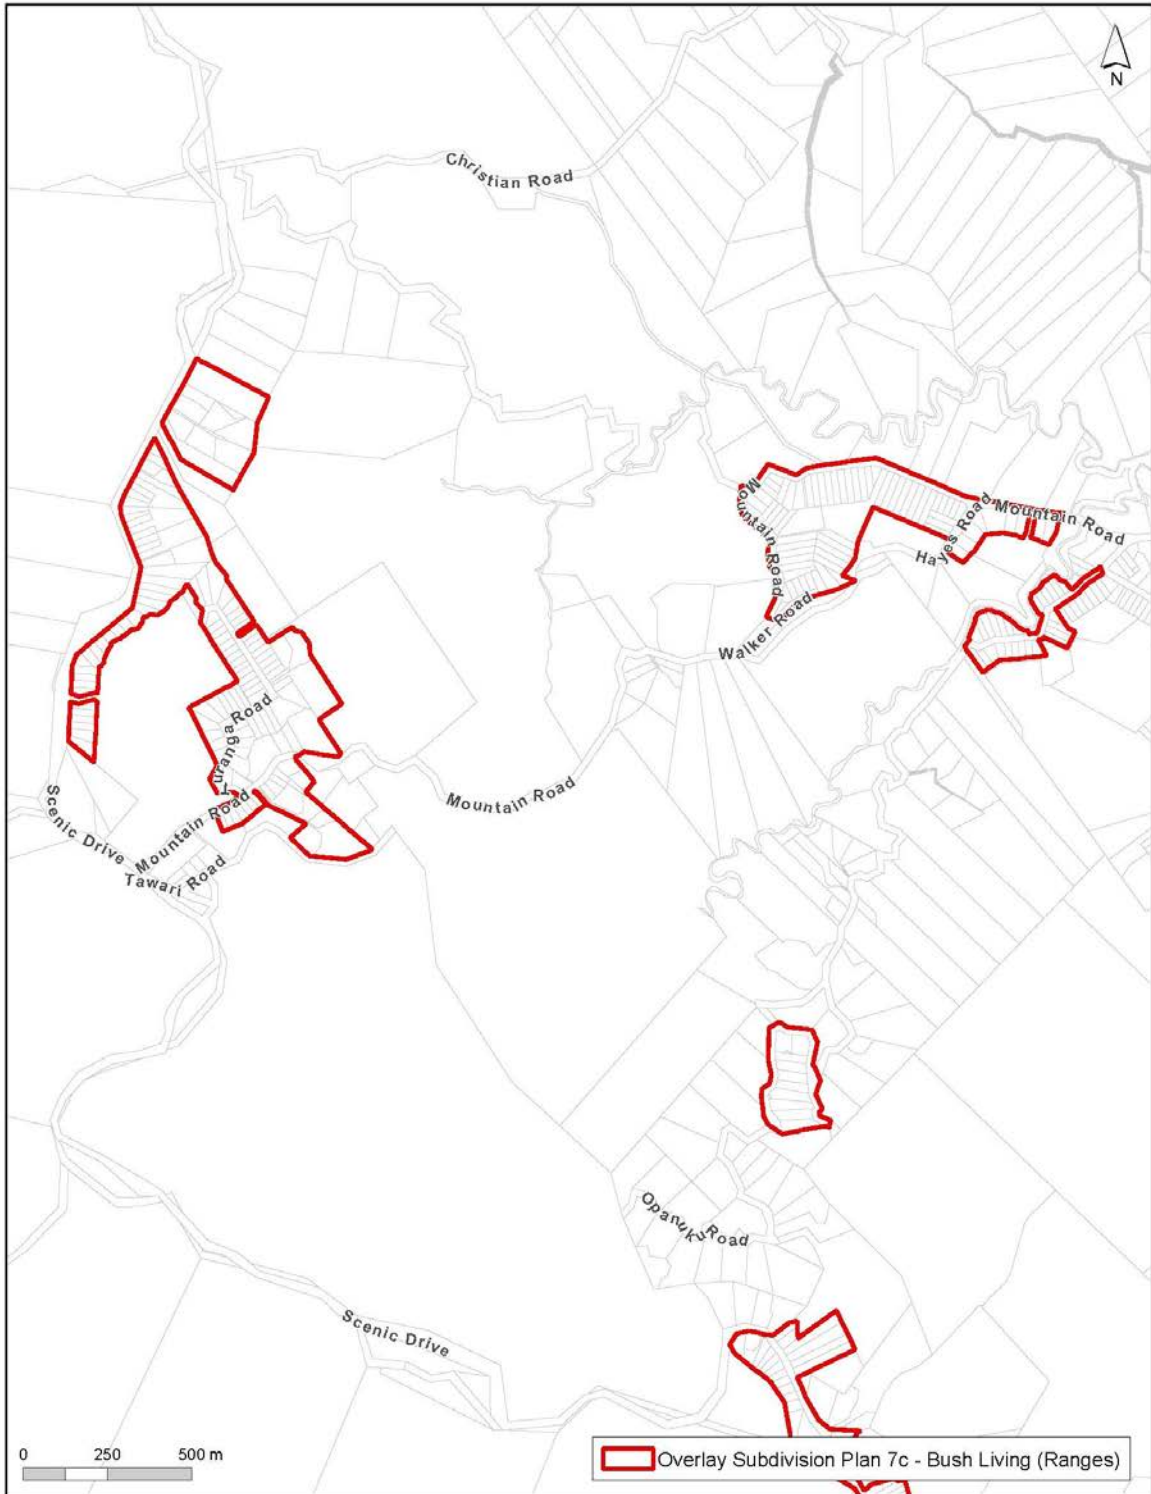 N
Christian Road
Mountain Road
Hayes Road
Mountain Road
Walker Road
Turanga Road
Mountain Road
Scenic Drive
Mountain Road
Tawari Road
Opanuku Road
Scenic Drive
0 250 500 m
Overlay Subdivision Plan 7c - Bush Living (Ranges)